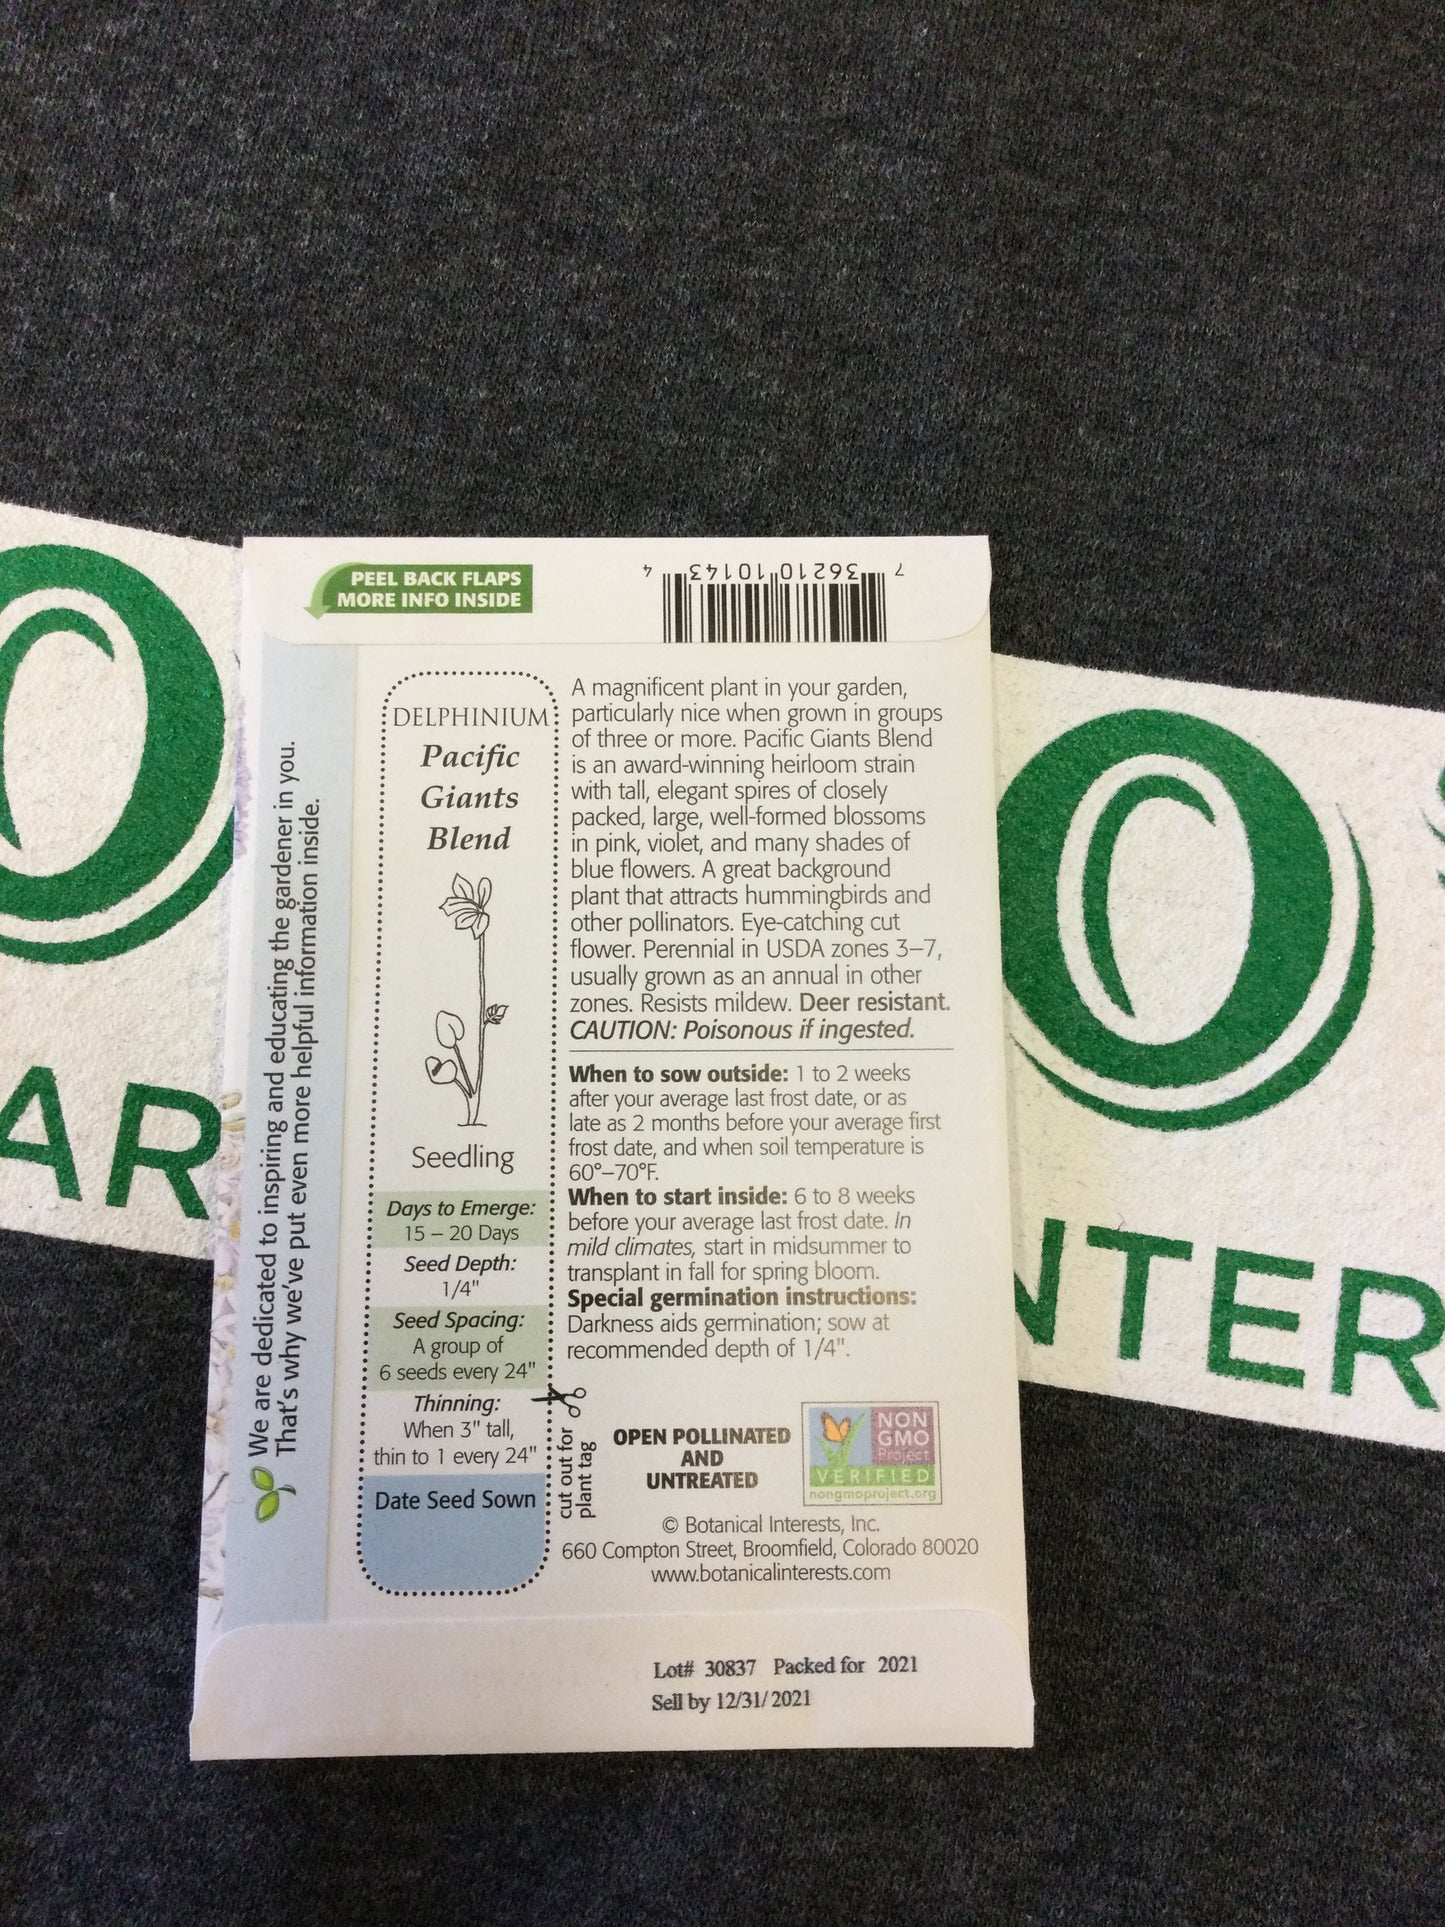 PEEL BACK FLAPS
MORE INFO INSIDE
7 36210 10143 4
We are dedicated to inspiring and educating the gardener in you.
That's why we've put even more helpful information inside.
DELPHINIUM
Pacific
Giants
Blend
Seedling
Days to Emerge:
15 – 20 Days
Seed Depth:
1/4"
Seed Spacing:
A group of
6 seeds every 24"
Thinning:
When 3" tall,
thin to 1 every 24"
Date Seed Sown
cut out for
plant tag
A magnificent plant in your garden,
particularly nice when grown in groups
of three or more. Pacific Giants Blend
is an award-winning heirloom strain
with tall, elegant spires of closely
packed, large, well-formed blossoms
in pink, violet, and many shades of
blue flowers. A great background
plant that attracts hummingbirds and
other pollinators. Eye-catching cut
flower. Perennial in USDA zones 3–7,
usually grown as an annual in other
zones. Resists mildew. Deer resistant.
CAUTION: Poisonous if ingested.
When to sow outside: 1 to 2 weeks
after your average last frost date, or as
late as 2 months before your average first
frost date, and when soil temperature is
60°–70°F.
When to start inside: 6 to 8 weeks
before your average last frost date. In
mild climates, start in midsummer to
transplant in fall for spring bloom.
Special germination instructions:
Darkness aids germination; sow at
recommended depth of 1/4".
OPEN POLLINATED
AND
UNTREATED
NON
GMO
Project
VERIFIED
nongmoproject.org
© Botanical Interests, Inc.
660 Compton Street, Broomfield, Colorado 80020
www.botanicalinterests.com
Lot# 30837 Packed for 2021
Sell by 12/31/2021
O
O
AR
NTER